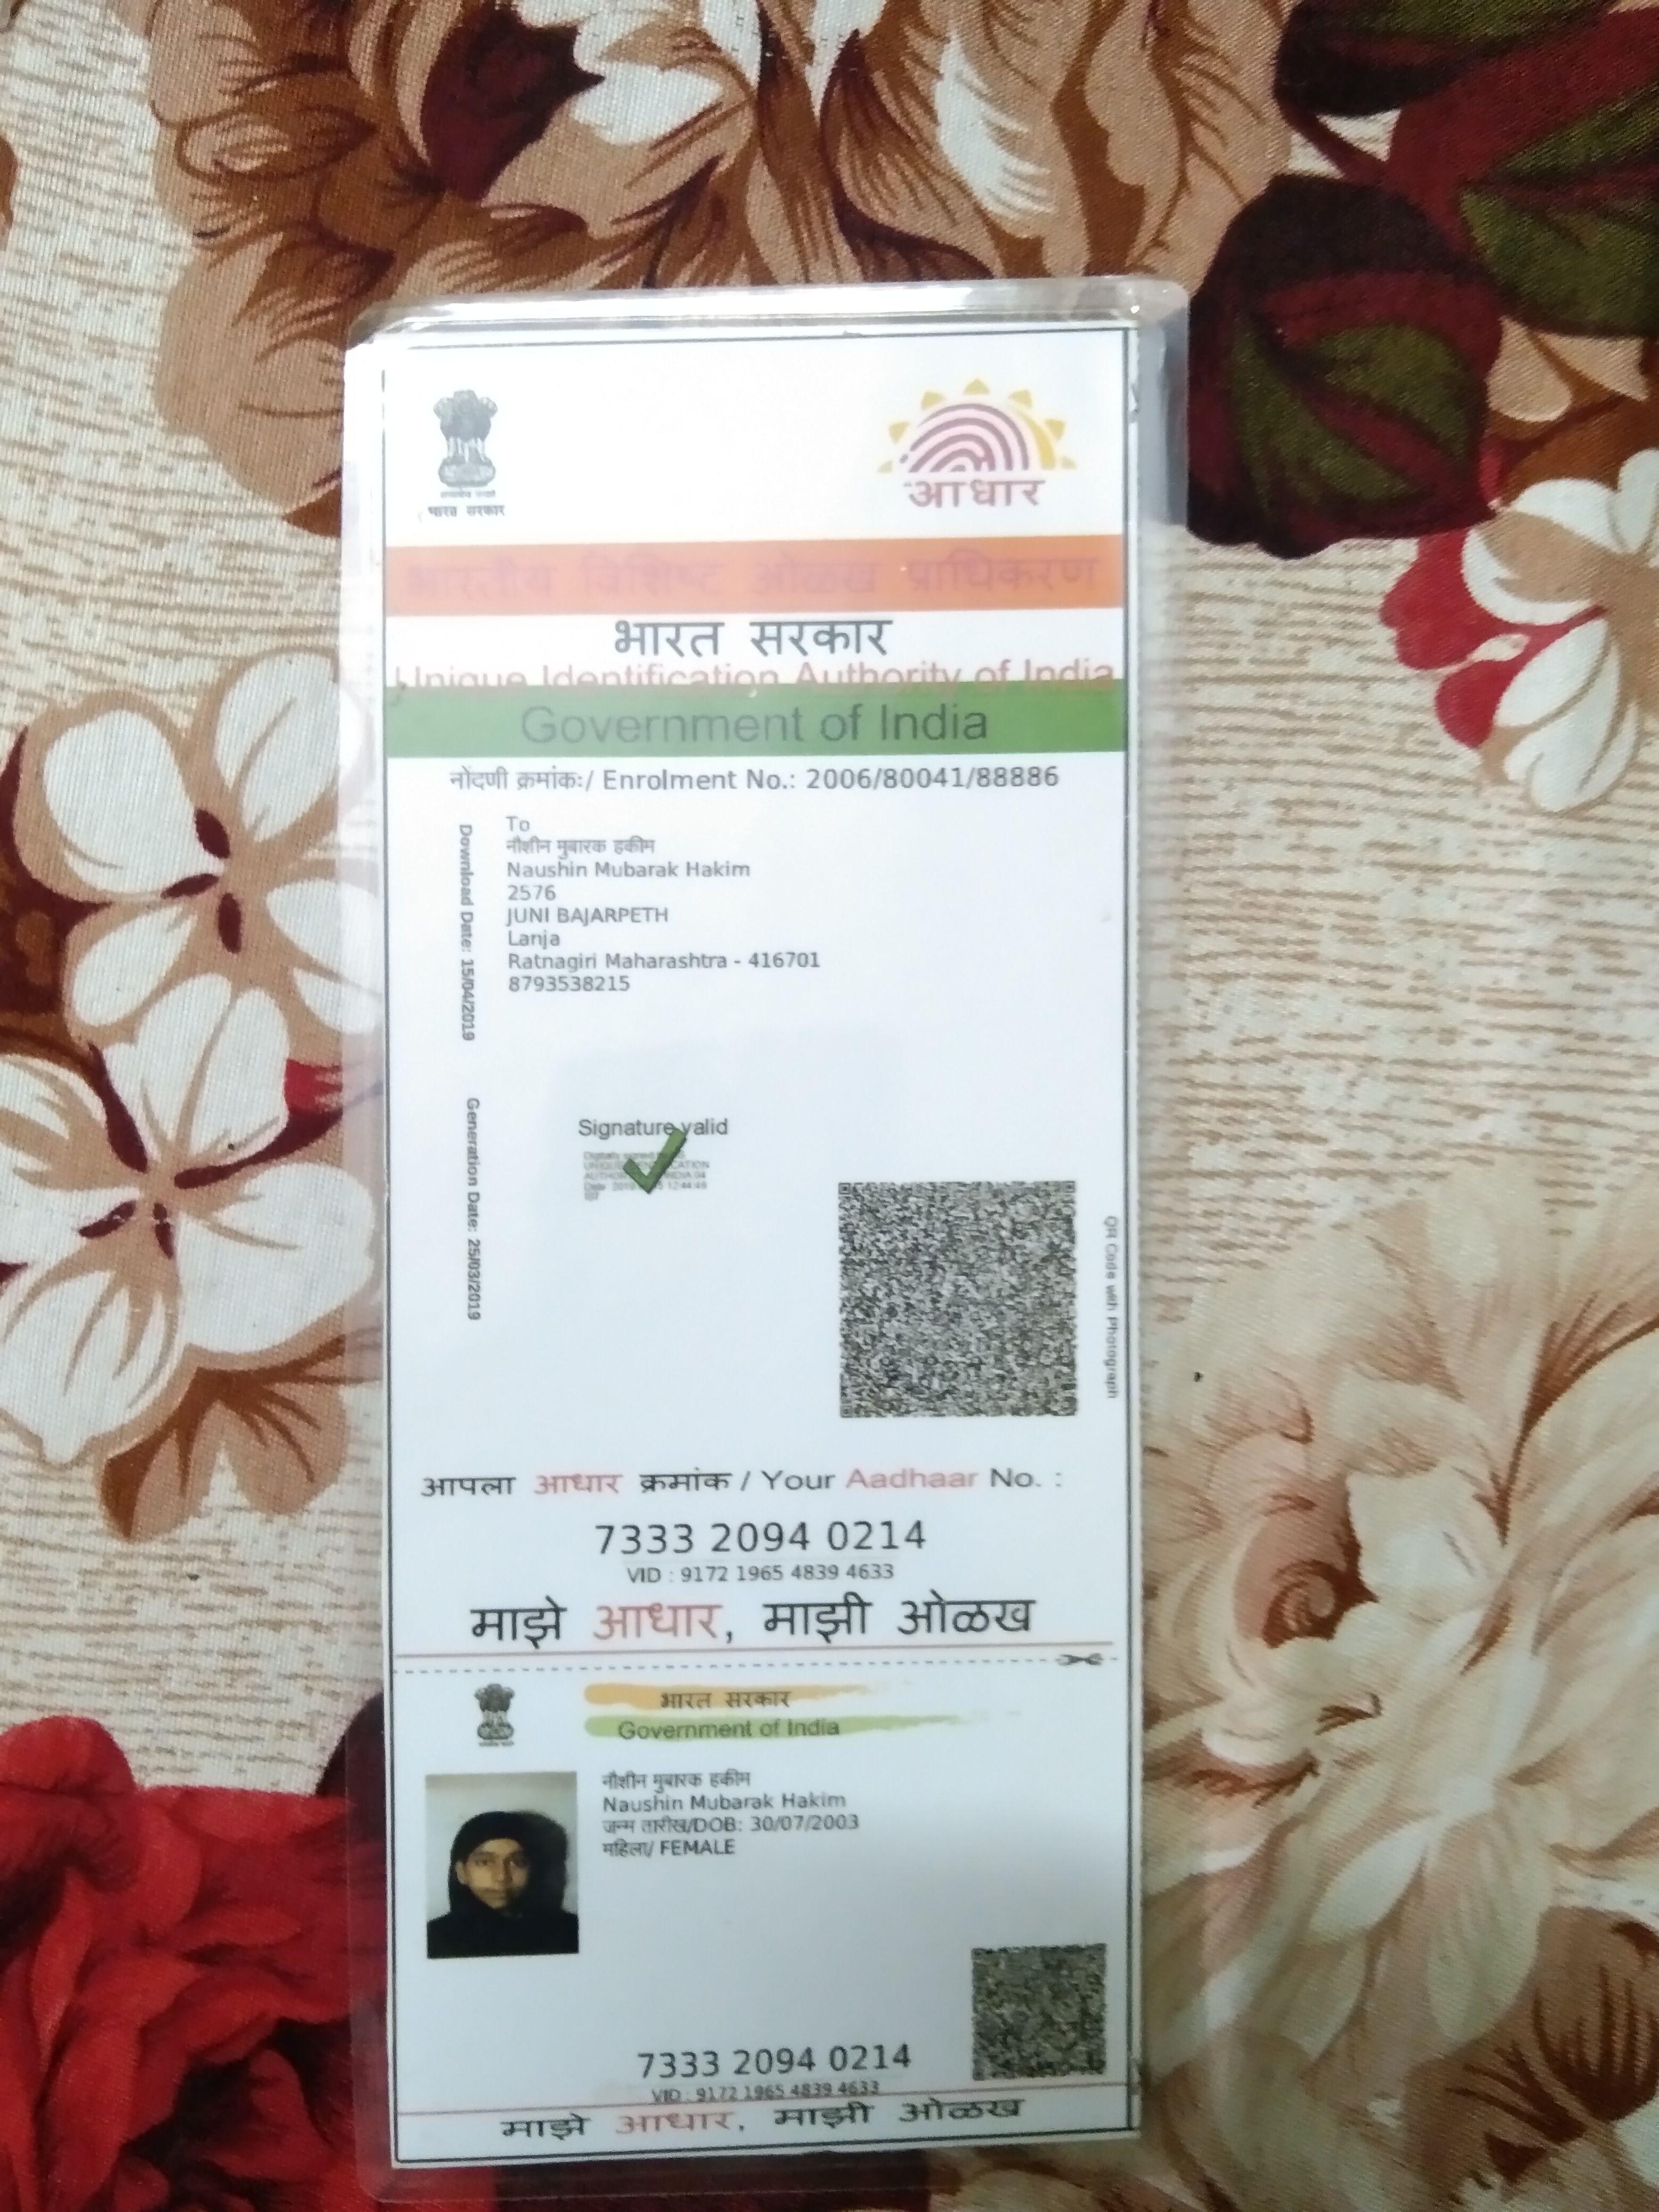 भारत सरकार
आधार
भारतीय विशिष्ट ओळख प्राधिकरण
भारत सरकार
Unique Identification Authority of India
Government of India
नोंदणी क्रमांक:/ Enrolment No.: 2006/80041/88886
To
नौशीन मुबारक हकीम
Naushin Mubarak Hakim
2576
JUNI BAJARPETH
Lanja
Ratnagiri Maharashtra - 416701
8793538215
Download Date: 15/04/2019
Generation Date: 25/03/2019
Signature valid
QR Code with Photograph
आपला आधार क्रमांक / Your Aadhaar No. :
7333 2094 0214
VID : 9172 1965 4839 4633
माझे आधार, माझी ओळख
भारत सरकार
Government of India
नौशीन मुबारक हकीम
Naushin Mubarak Hakim
जन्म तारीख/DOB: 30/07/2003
महिला/ FEMALE
7333 2094 0214
VID : 9172 1965 4839 4633
माझे आधार, माझी ओळख